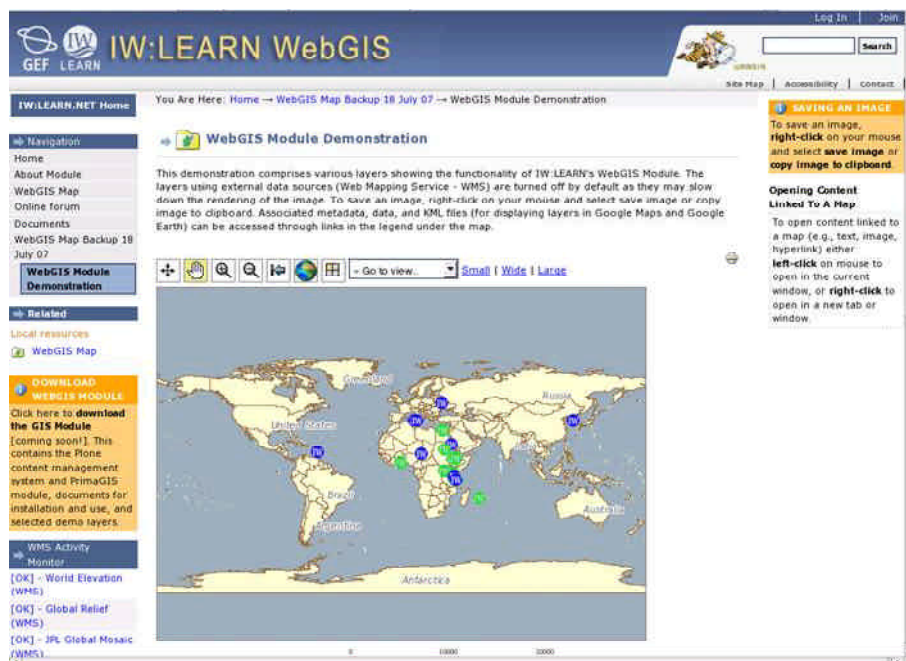 Log In | Join
GEF
IW
LEARN
IW:LEARN WebGIS
Search
Site Map | Accessibility | Contact
IW:LEARN.NET Home
You Are Here: Home → WebGIS Map Backup 18 July 07 → WebGIS Module Demonstration
Navigation
Home
About Module
WebGIS Map
Online forum
Documents
WebGIS Map Backup 18
July 07
WebGIS Module
Demonstration
Related
Local resources
WebGIS Map
DOWNLOAD
WEBGIS MODULE
Click here to download
the GIS Module
[coming soon!]. This
contains the Plone
content management
system and PrimaGIS
module, documents for
installation and use, and
selected demo layers.
WMS Activity
Monitor
[OK] - World Elevation
(WMS)
[OK] - Global Relief
(WMS)
[OK] - JPL Global Mosaic
(WMS)
WebGIS Module Demonstration
This demonstration comprises various layers showing the functionality of IW:LEARN's WebGIS Module. The
layers using external data sources (Web Mapping Service - WMS) are turned off by default as they may slow
down the rendering of the image. To save an image, right-click on your mouse and select save image or copy
image to clipboard. Associated metadata, data, and KML files (for displaying layers in Google Maps and Google
Earth) can be accessed through links in the legend under the map.
- Go to view..
Small | Wide | Large
Greenland
Russia
United States
Brazil
Argentine
Australia
Antarctica
IW
IW
IW
IW
IW
IW
IW
0 10000 20000
SAVING AN IMAGE
To save an image,
right-click on your mouse
and select save image or
copy image to clipboard.
Opening Content
Linked To A Map
To open content linked to
a map (e.g., text, image,
hyperlink) either
left-click on mouse to
open in the current
window, or right-click to
open in a new tab or
window.